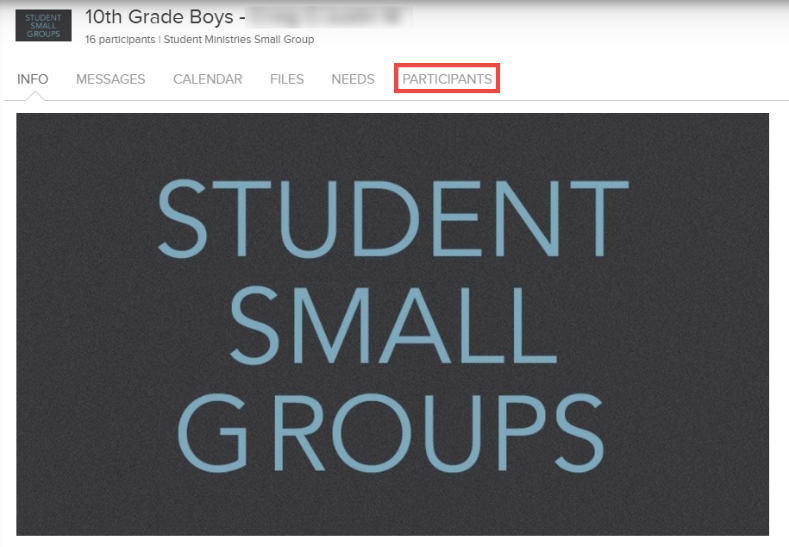 STUDENT
SMALL
GROUPS
10th Grade Boys -
16 participants | Student Ministries Small Group
INFO MESSAGES CALENDAR FILES NEEDS PARTICIPANTS
STUDENT
SMALL
GROUPS